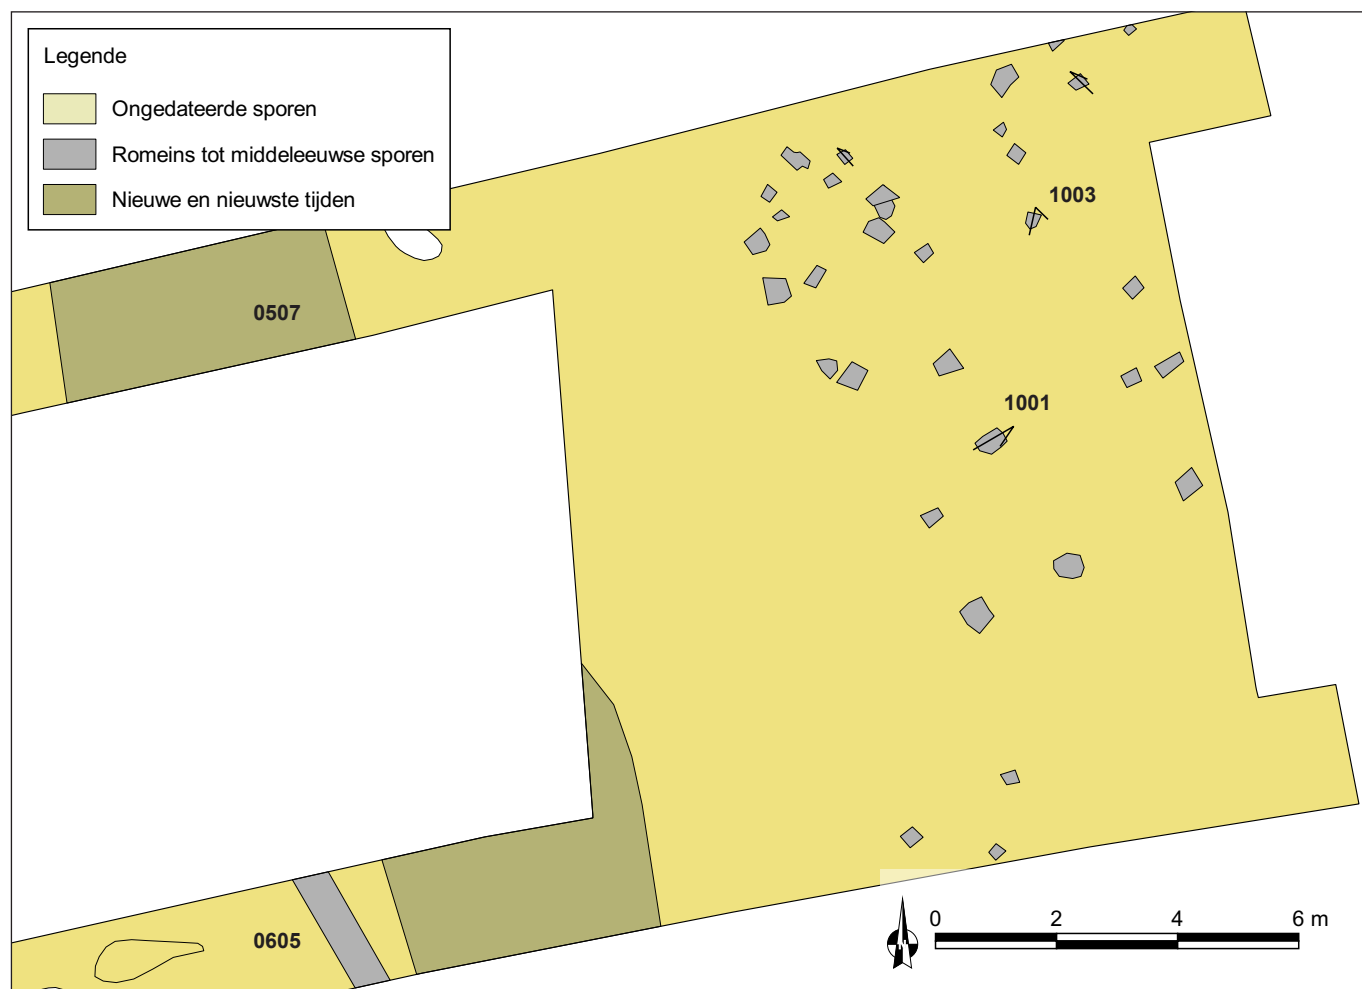 Legende
Ongedateerde sporen
Romeins tot middeleeuwse sporen
Nieuwe en nieuwste tijden
1003
0507
1001
0605
N
0 2 4 6 m